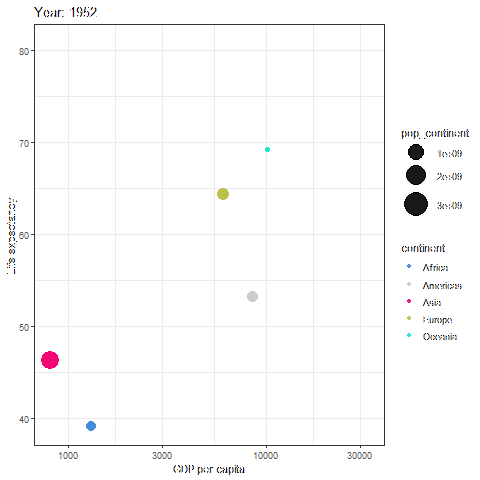 Year: 1952
80
70
60
50
40
Life expectancy
1000
3000
10000
30000
GDP per capita
pop_continent
1e+09
2e+09
3e+09
continent
Africa
Americas
Asia
Europe
Oceania